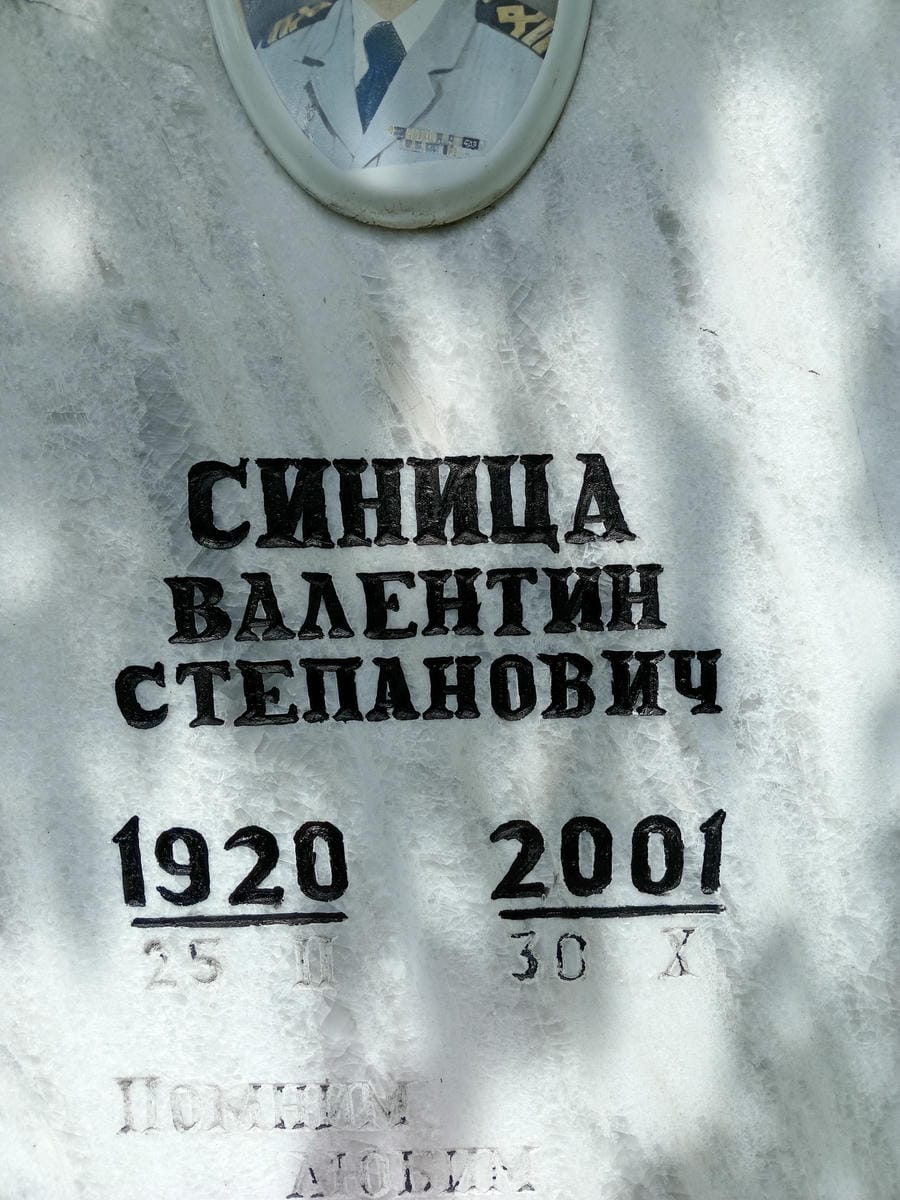 СИНИЦА
ВАЛЕНТИН
СТЕПАНОВИЧ
1920 2001
25 II 30 X
Помним
любим